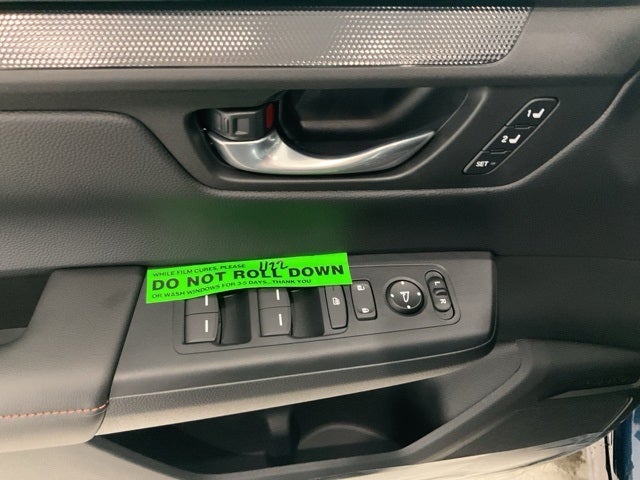 1
2
SET
WHILE FILM CURES, PLEASE
DO NOT ROLL DOWN
OR WASH WINDOWS FOR 3-5 DAYS...THANK YOU
L
R